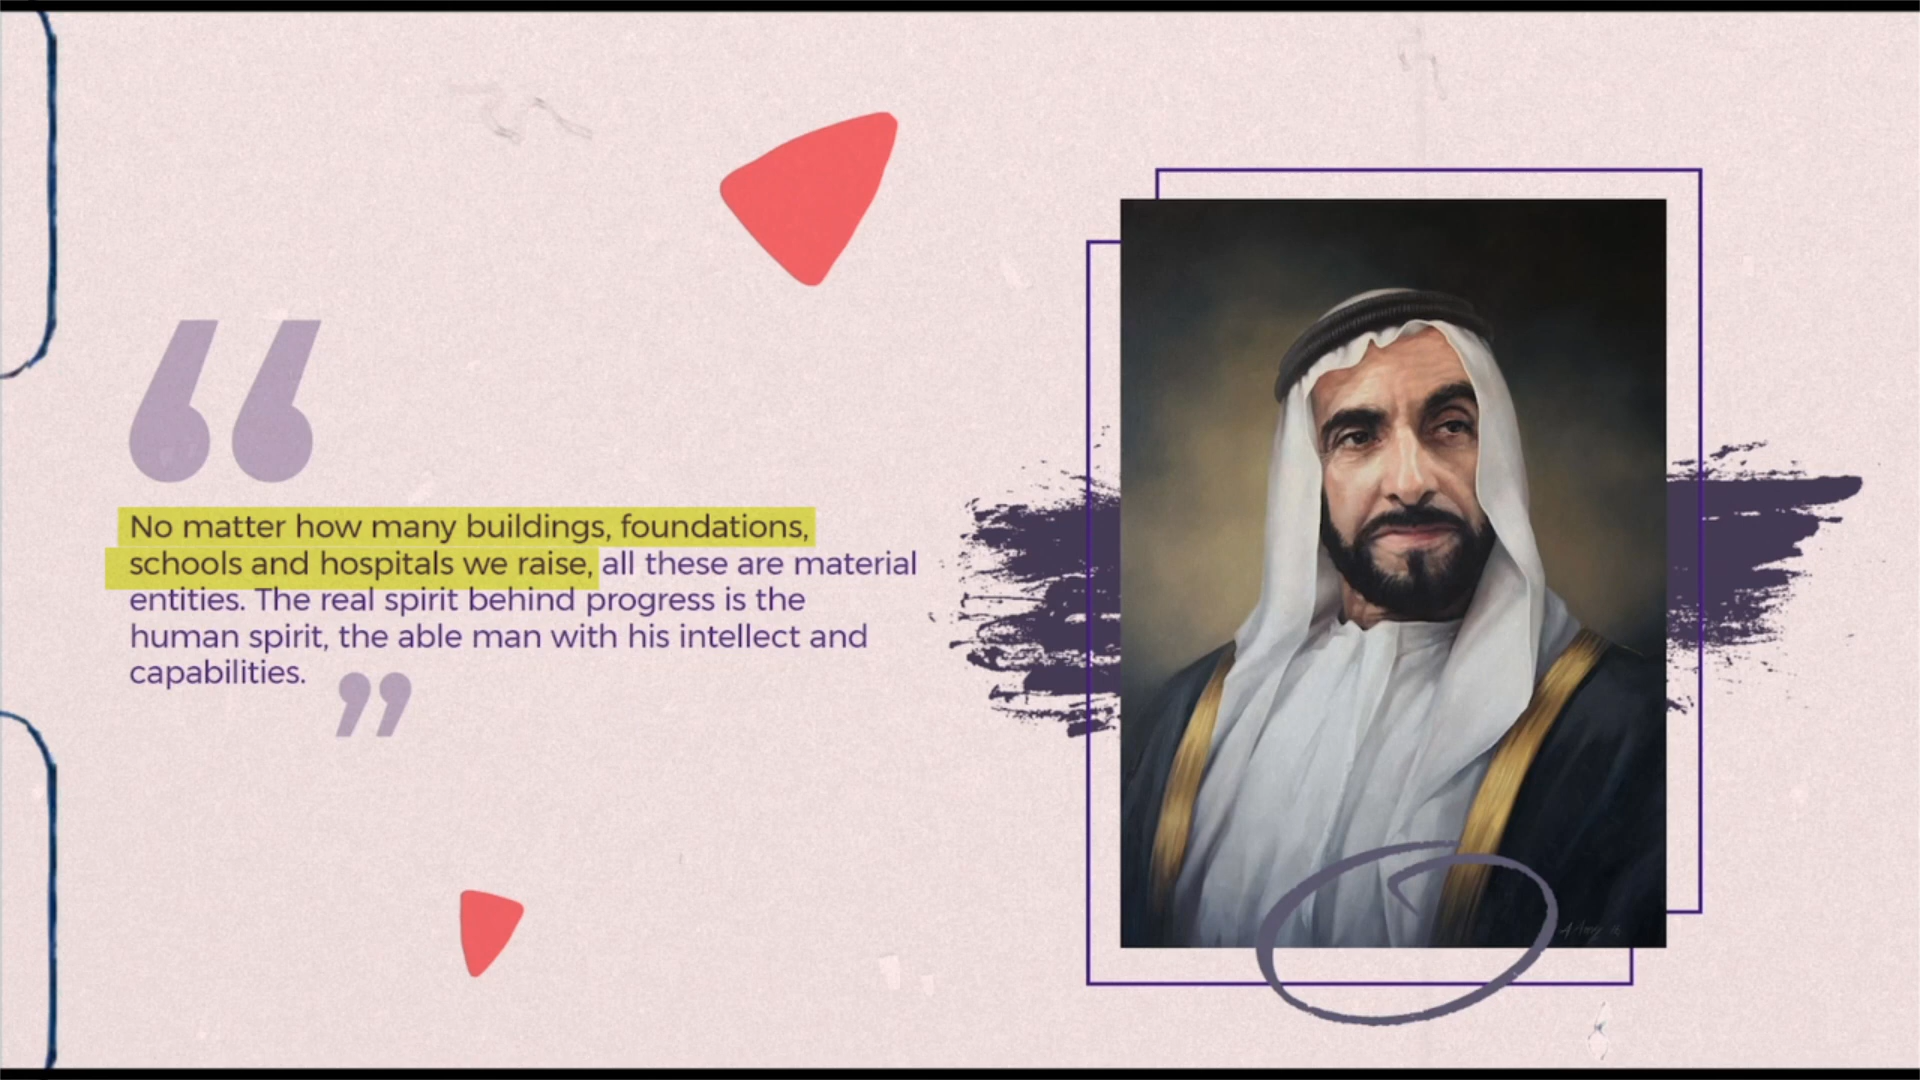 No matter how many buildings, foundations,
schools and hospitals we raise, all these are material
entities. The real spirit behind progress is the
human spirit, the able man with his intellect and
capabilities.